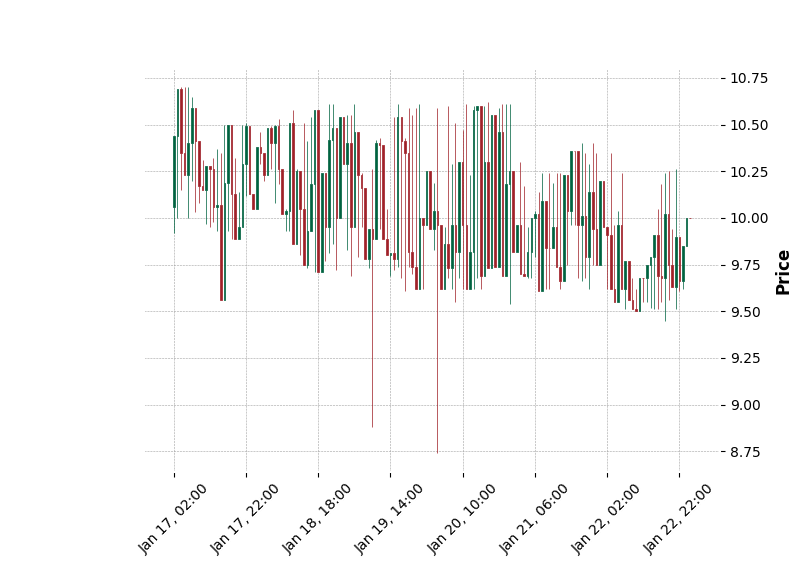 10.75
10.50
10.25
10.00
9.75
9.50
9.25
9.00
8.75
Price
Jan 17, 02:00
Jan 17, 22:00
Jan 18, 18:00
Jan 19, 14:00
Jan 20, 10:00
Jan 21, 06:00
Jan 22, 02:00
Jan 22, 22:00